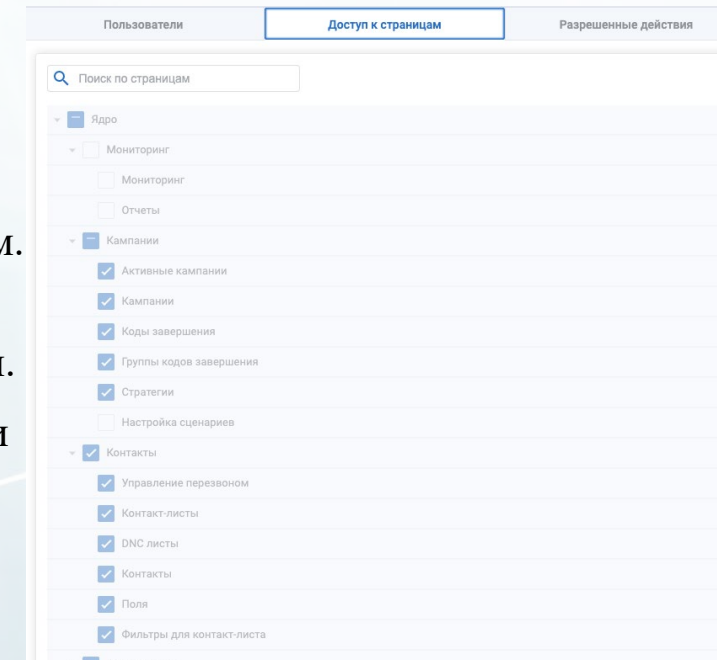 Пользователи
Доступ к страницам
Разрешенные действия
Поиск по страницам
Ядро
Мониторинг
Мониторинг
Отчеты
Кампании
Активные кампании
Кампании
Коды завершения
Группы кодов завершения
Стратегии
Настройка сценариев
Контакты
Управление перезвоном
Контакт-листы
DNC листы
Контакты
Поля
Фильтры для контакт-листа